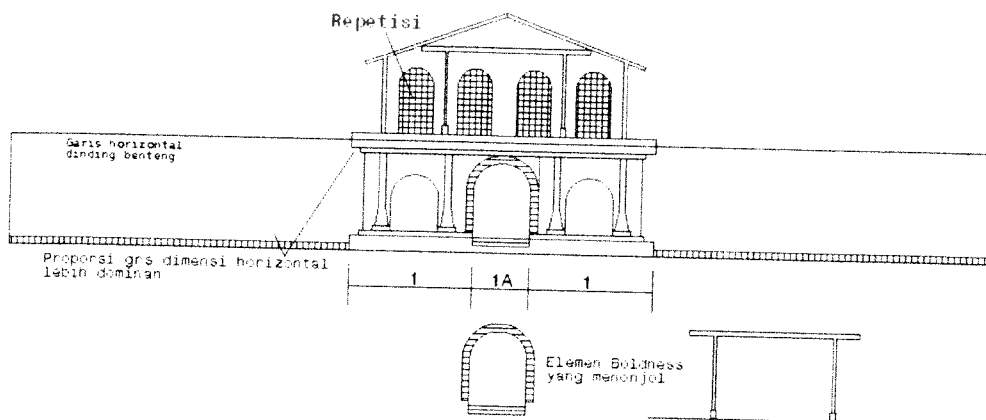 Repetisi
Garis horizontal
dinding benteng
Proporsi grs dimensi horizontal
lebih dominan
1 1A 1
Elemen Boldness
yang menonjol